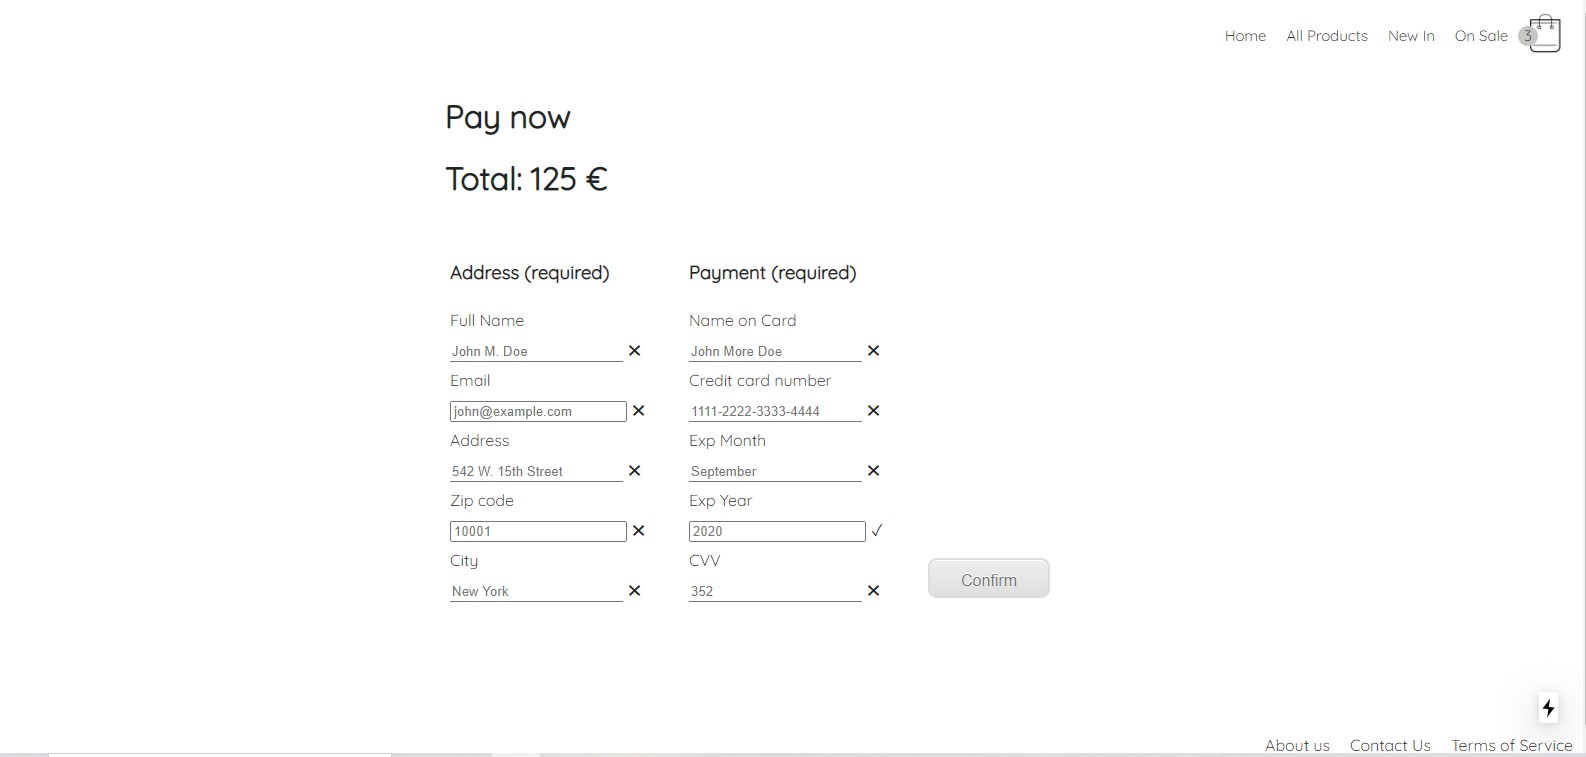 Home All Products New In On Sale 3
Pay now
Total: 125 €
Address (required)
Full Name
John M. Doe ✕
Email
john@example.com ✕
Address
542 W. 15th Street ✕
Zip code
10001 ✕
City
New York ✕
Payment (required)
Name on Card
John More Doe ✕
Credit card number
1111-2222-3333-4444 ✕
Exp Month
September ✕
Exp Year
2020 ✓
CVV
352 ✕
Confirm
About us Contact Us Terms of Service